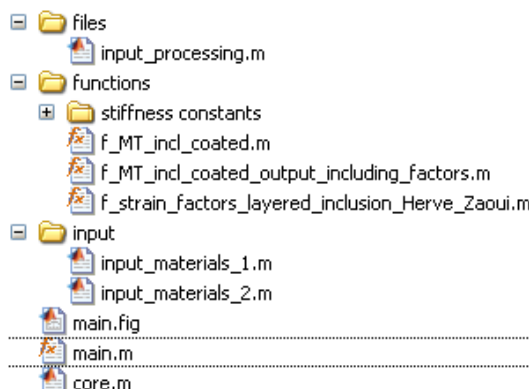 files
input_processing.m
functions
stiffness constants
f_MT_incl_coated.m
f_MT_incl_coated_output_including_factors.m
f_strain_factors_layered_inclusion_Herve_Zaoui.m
input
input_materials_1.m
input_materials_2.m
main.fig
main.m
core.m